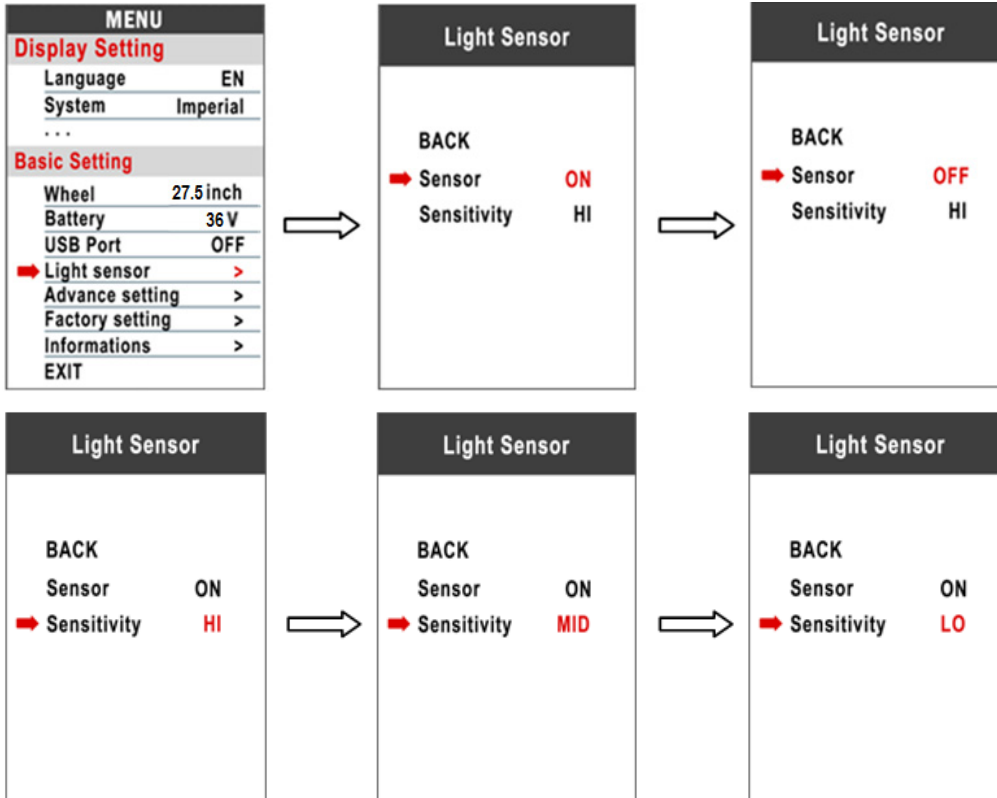 MENU
Display Setting
Language EN
System Imperial
. . .
Basic Setting
Wheel 27.5 inch
Battery 36 V
USB Port OFF
Light sensor >
Advance setting >
Factory setting >
Informations >
EXIT
Light Sensor
BACK
Sensor ON
Sensitivity HI
Light Sensor
BACK
Sensor OFF
Sensitivity HI
Light Sensor
BACK
Sensor ON
Sensitivity HI
Light Sensor
BACK
Sensor ON
Sensitivity MID
Light Sensor
BACK
Sensor ON
Sensitivity LO